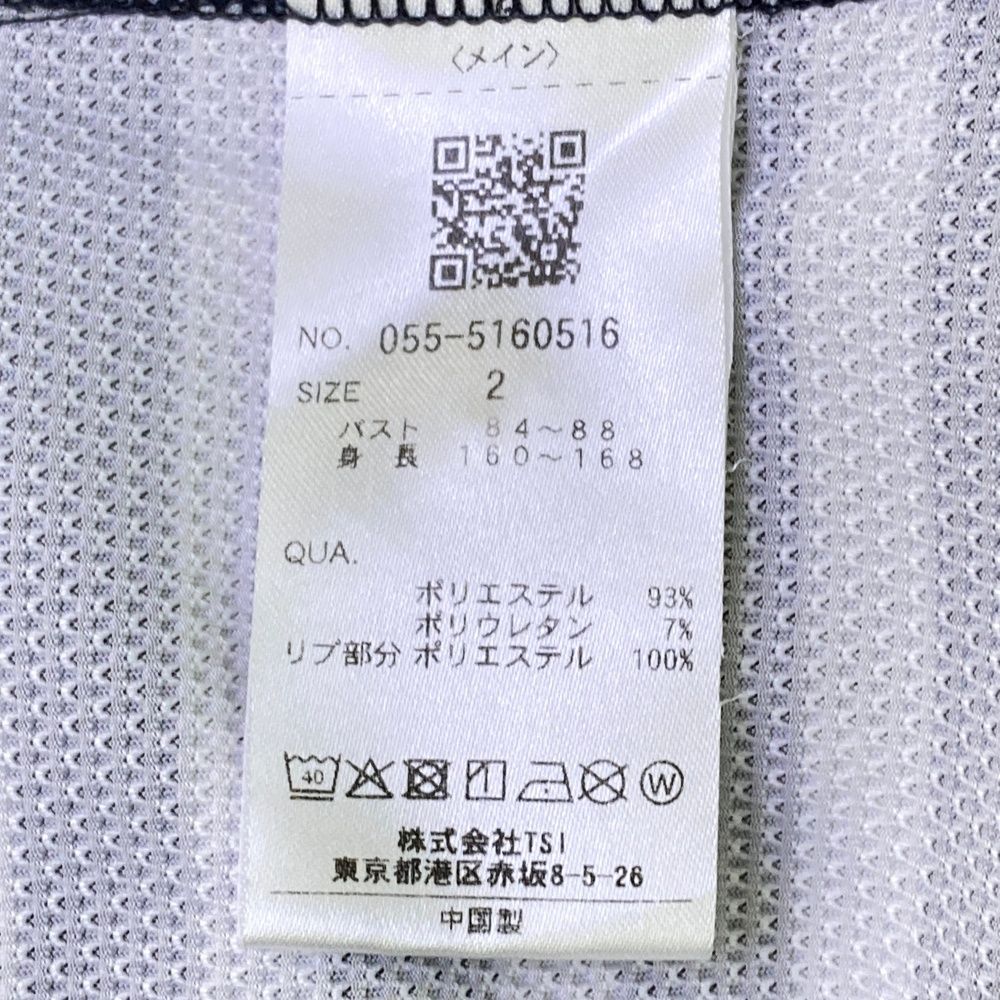 〈メイン〉
NO. 055-5160516
SIZE 2
バスト 84～88
身長 160～168
QUA.
ポリエステル 93%
ポリウレタン 7%
リブ部分 ポリエステル 100%
40 W
株式会社TSI
東京都港区赤坂8-5-26
中国製